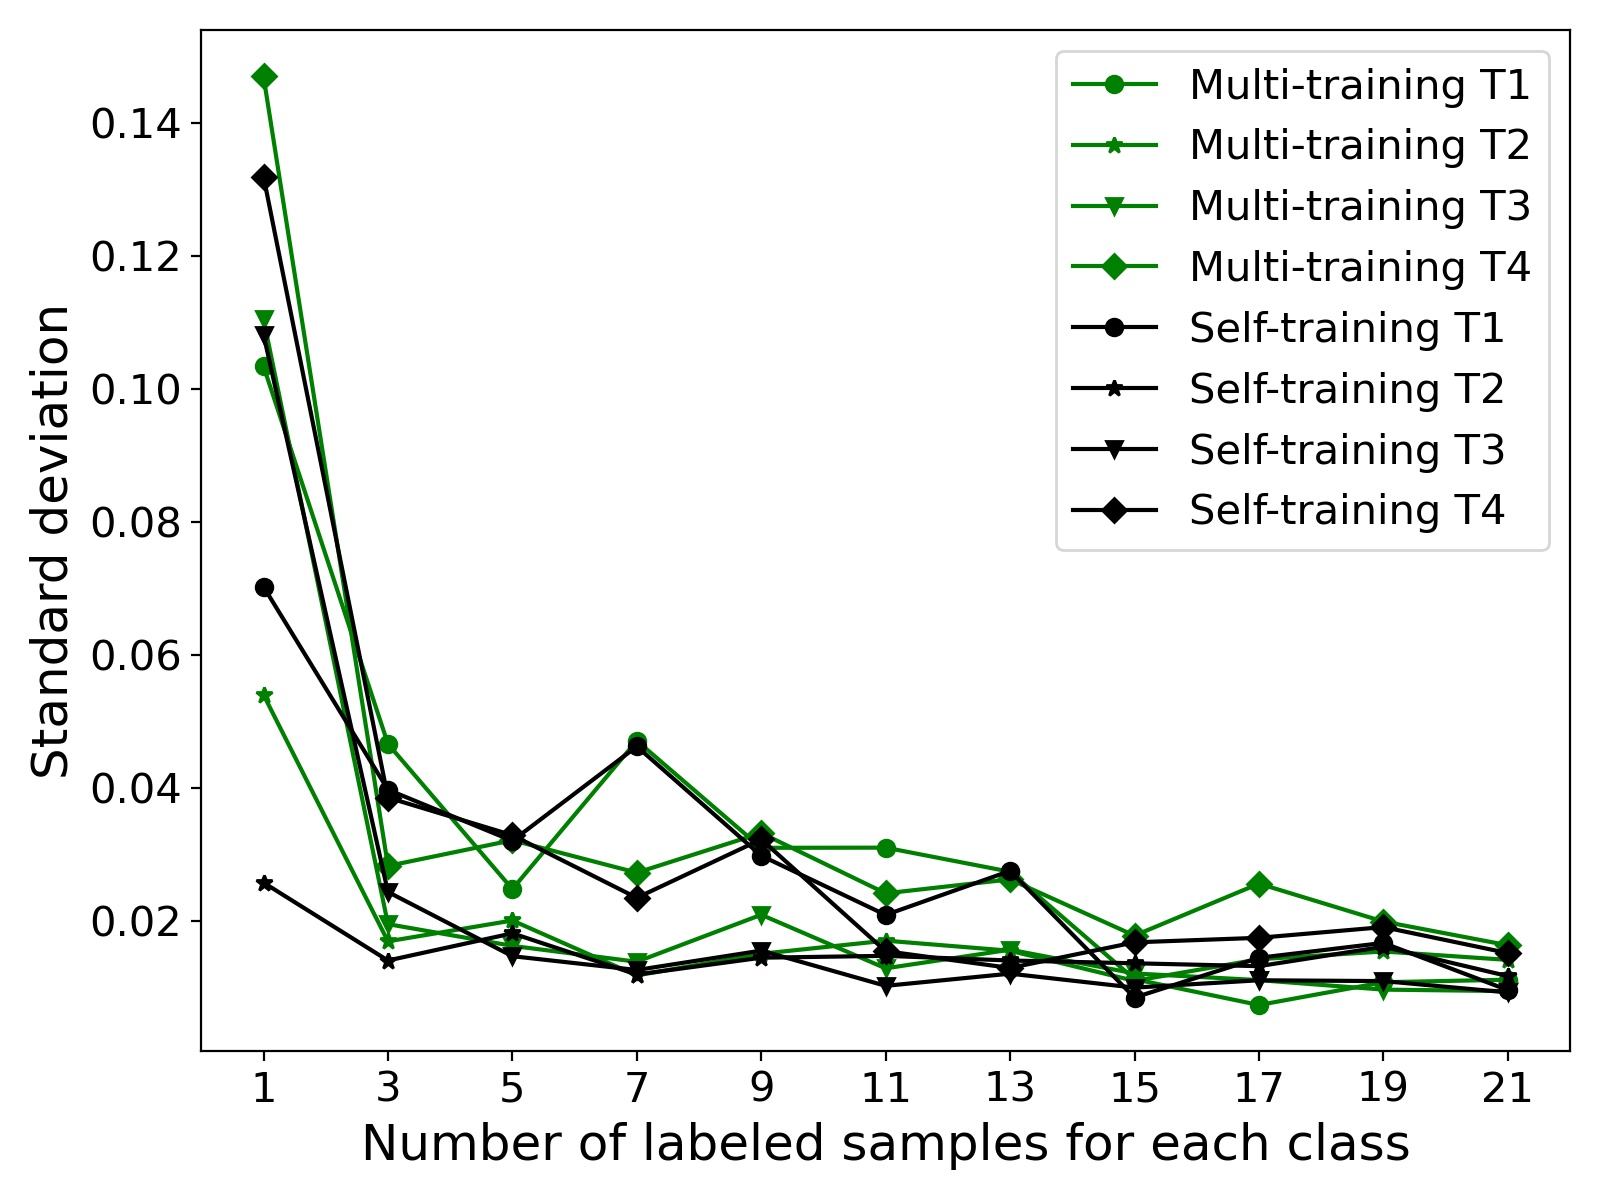 Standard deviation
0.14
0.12
0.10
0.08
0.06
0.04
0.02
Multi-training T1
Multi-training T2
Multi-training T3
Multi-training T4
Self-training T1
Self-training T2
Self-training T3
Self-training T4
1 3 5 7 9 11 13 15 17 19 21
Number of labeled samples for each class